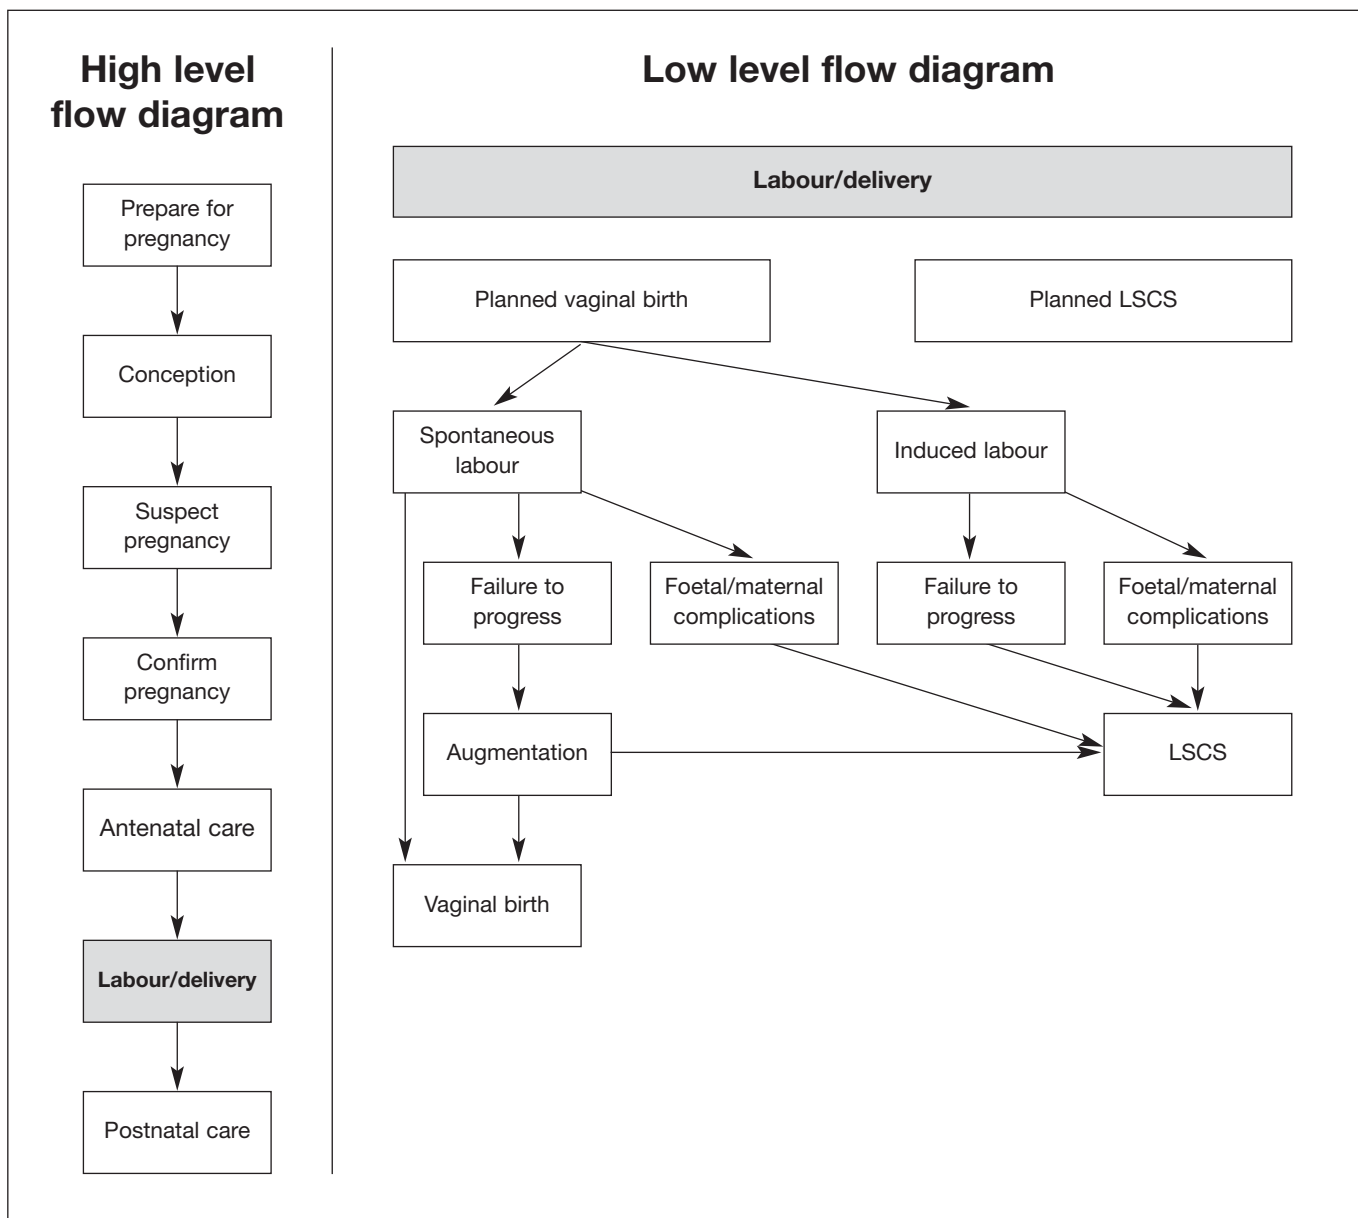 High level
flow diagram
Prepare for
pregnancy
Conception
Suspect
pregnancy
Confirm
pregnancy
Antenatal care
Labour/delivery
Postnatal care
Low level flow diagram
Labour/delivery
Planned vaginal birth
Planned LSCS
Spontaneous
labour
Induced labour
Failure to
progress
Foetal/maternal
complications
Failure to
progress
Foetal/maternal
complications
Augmentation
LSCS
Vaginal birth